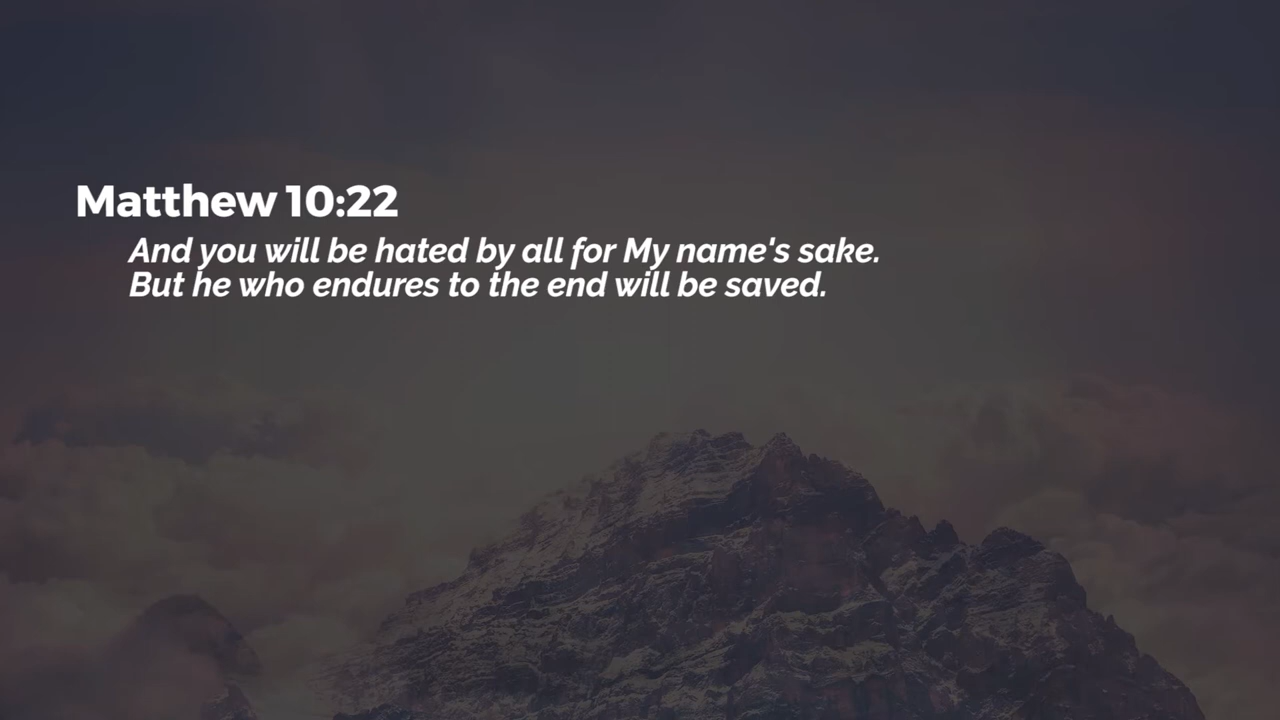 Matthew 10:22
And you will be hated by all for My name's sake.
But he who endures to the end will be saved.